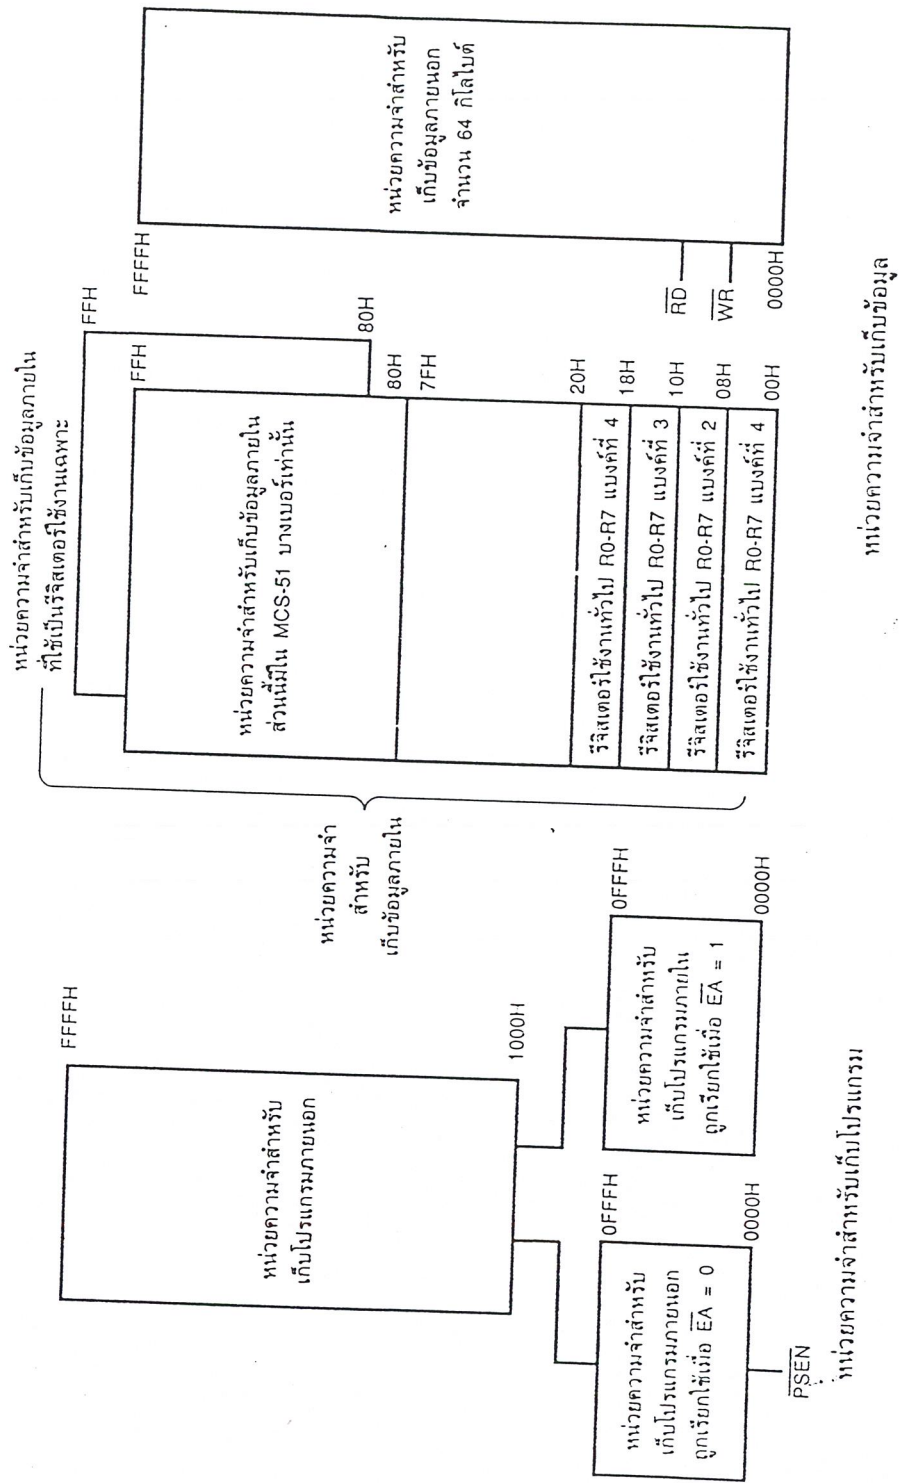 FFFFH
หน่วยความจำสำหรับ
เก็บโปรแกรมภายนอก
1000H
0FFFH
หน่วยความจำสำหรับ
เก็บโปรแกรมภายนอก
ถูกเรียกใช้เมื่อ EA = 0
0000H
PSEN
0FFFH
หน่วยความจำสำหรับ
เก็บโปรแกรมภายใน
ถูกเรียกใช้เมื่อ EA = 1
0000H
หน่วยความจำสำหรับเก็บโปรแกรม
หน่วยความจำ
สำหรับ
เก็บข้อมูลภายใน
หน่วยความจำสำหรับเก็บข้อมูลภายใน
ที่ใช้เป็นรีจิสเตอร์ใช้งานเฉพาะ
FFH
80H
FFH
หน่วยความจำสำหรับเก็บข้อมูลภายใน
ส่วนนี้มีใน MCS-51 บางเบอร์เท่านั้น
80H
7FH
20H
รีจิสเตอร์ใช้งานทั่วไป R0-R7 แบงค์ที่ 4
18H
รีจิสเตอร์ใช้งานทั่วไป R0-R7 แบงค์ที่ 3
10H
รีจิสเตอร์ใช้งานทั่วไป R0-R7 แบงค์ที่ 2
08H
รีจิสเตอร์ใช้งานทั่วไป R0-R7 แบงค์ที่ 4
00H
FFFFH
หน่วยความจำสำหรับ
เก็บข้อมูลภายนอก
จำนวน 64 กิโลไบต์
RD
WR
0000H
หน่วยความจำสำหรับเก็บข้อมูล